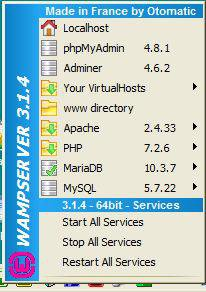 Made in France by Otomatic
WAMPSERVER 3.1.4
Localhost
phpMyAdmin 4.8.1
Adminer 4.6.2
Your VirtualHosts
www directory
Apache 2.4.33
PHP 7.2.6
MariaDB 10.3.7
MySQL 5.7.22
3.1.4 - 64bit - Services
Start All Services
Stop All Services
Restart All Services